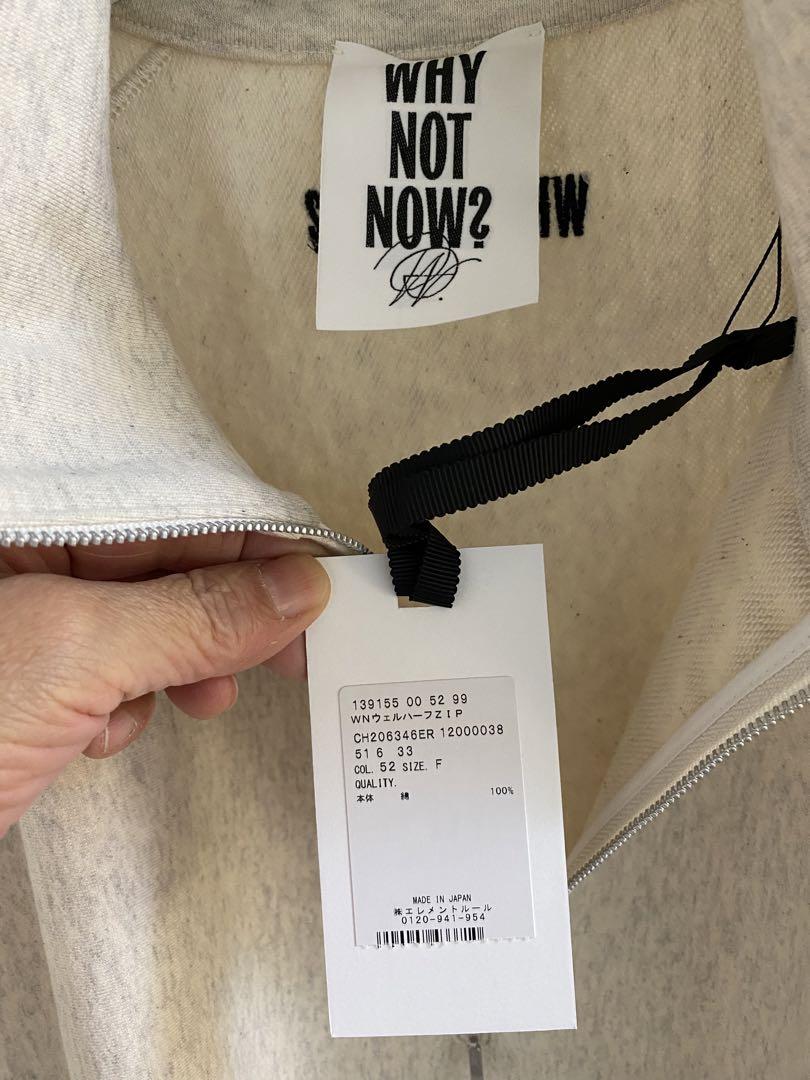 WHY
NOT
NOW?
139155 00 52 99
WNウェルハーフZIP
CH206346ER 12000038
51 6 33
COL. 52 SIZE. F
QUALITY.
本体 綿 100%
MADE IN JAPAN
㈱エレメントルール
0120-941-954